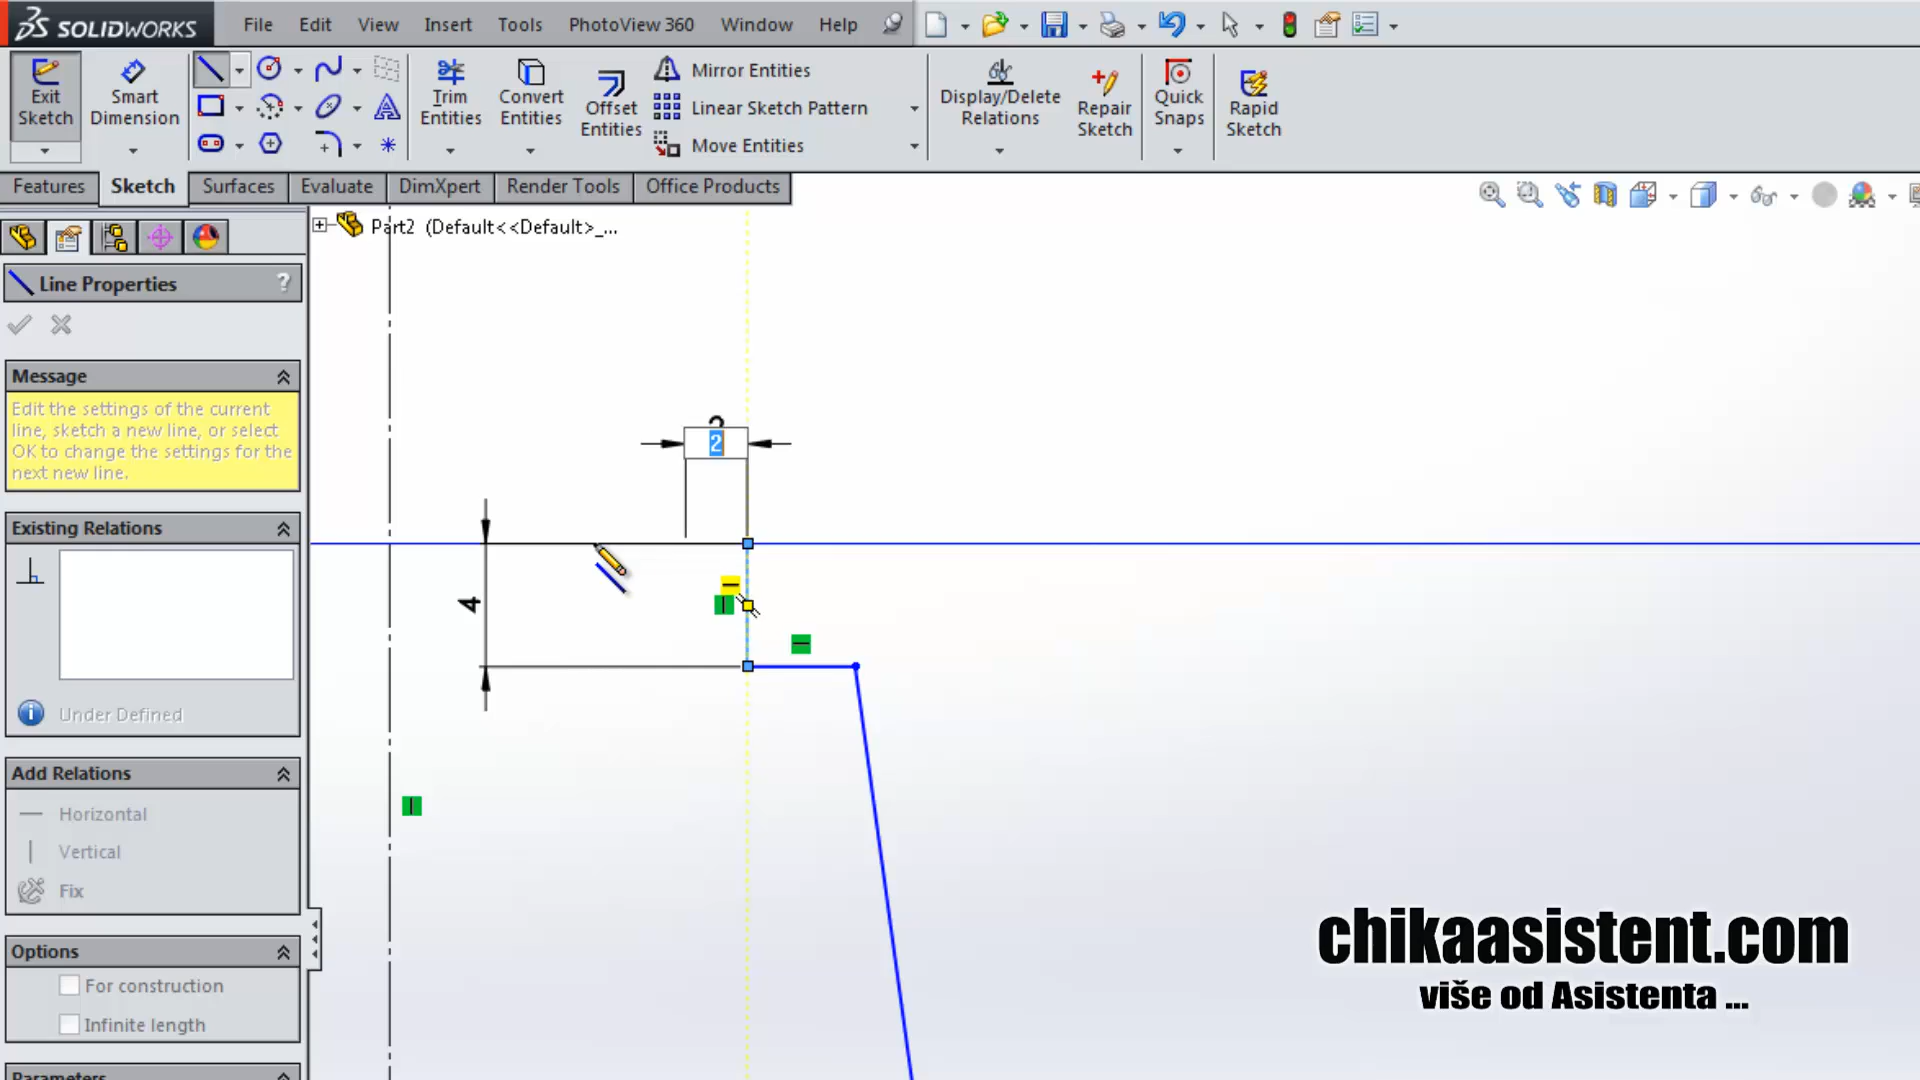 SOLIDWORKS
File Edit View Insert Tools PhotoView 360 Window Help
Exit Sketch
Smart Dimension
Trim Entities
Convert Entities
Offset Entities
Mirror Entities
Linear Sketch Pattern
Move Entities
Display/Delete Relations
Repair Sketch
Quick Snaps
Rapid Sketch
Features Sketch Surfaces Evaluate DimXpert Render Tools Office Products
Part2 (Default<<Default>_...
Line Properties ?
Message
Edit the settings of the current
line, sketch a new line, or select
OK to change the settings for the
next new line.
Existing Relations
Under Defined
Add Relations
Horizontal
Vertical
Fix
Options
For construction
Infinite length
Parameters
2
4
chikaasistent.com
više od Asistenta ...